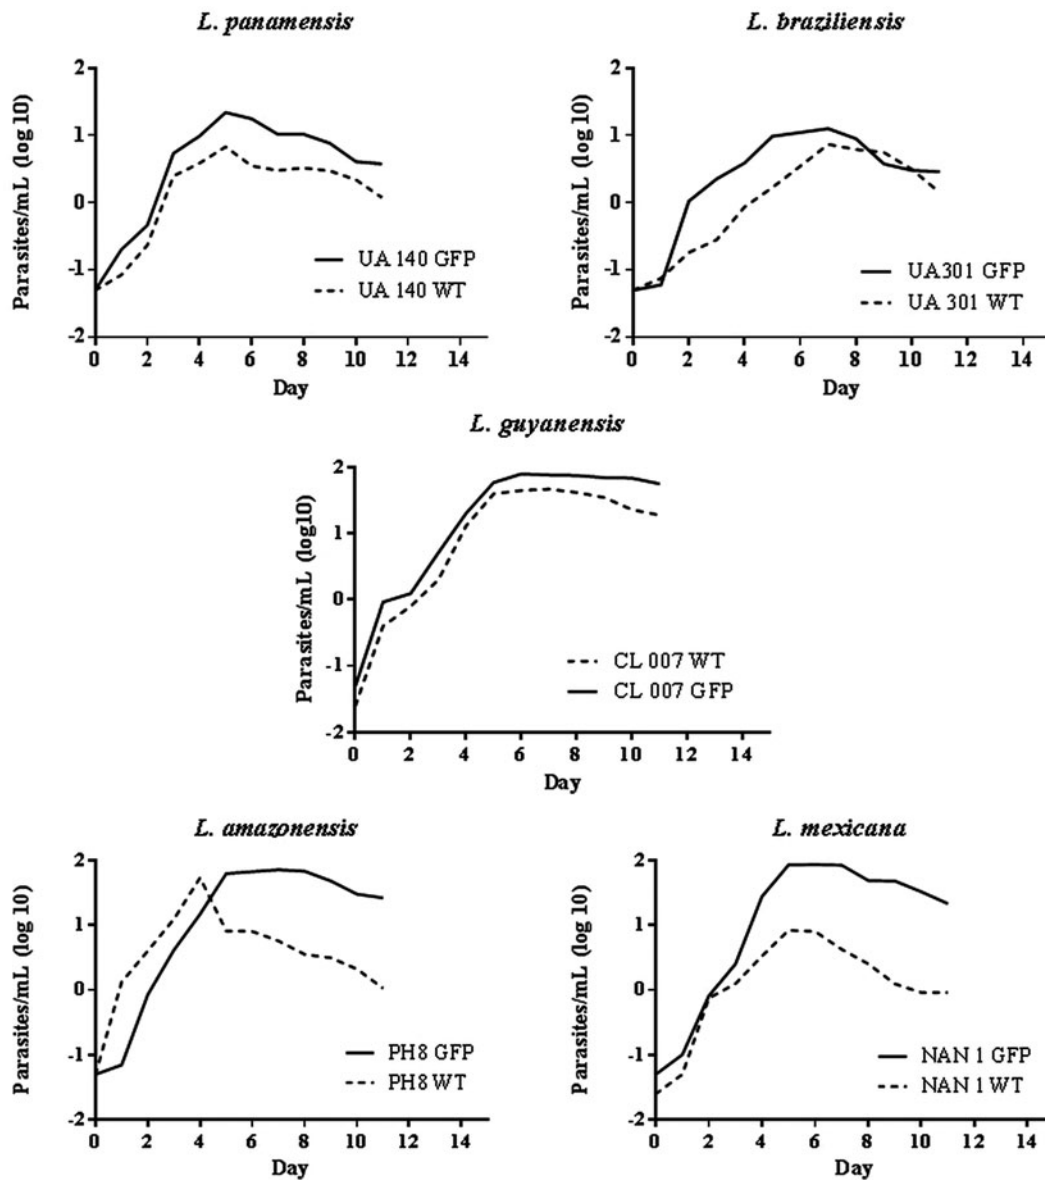 L. panamensis
Parasites/mL (log10)
2
1
0
-1
-2
UA 140 GFP
UA 140 WT
0 2 4 6 8 10 12 14
Day
L. braziliensis
Parasites/mL (log 10)
2
1
0
-1
-2
UA301 GFP
UA 301 WT
0 2 4 6 8 10 12 14
Day
L. guyanensis
Parasites/mL (log10)
2
1
0
-1
-2
CL 007 WT
CL 007 GFP
0 2 4 6 8 10 12 14
Day
L. amazonensis
Parasites/mL (log 10)
2
1
0
-1
-2
PH8 GFP
PH8 WT
0 2 4 6 8 10 12 14
Day
L. mexicana
Parasites/mL (log 10)
2
1
0
-1
-2
NAN 1 GFP
NAN 1 WT
0 2 4 6 8 10 12 14
Day